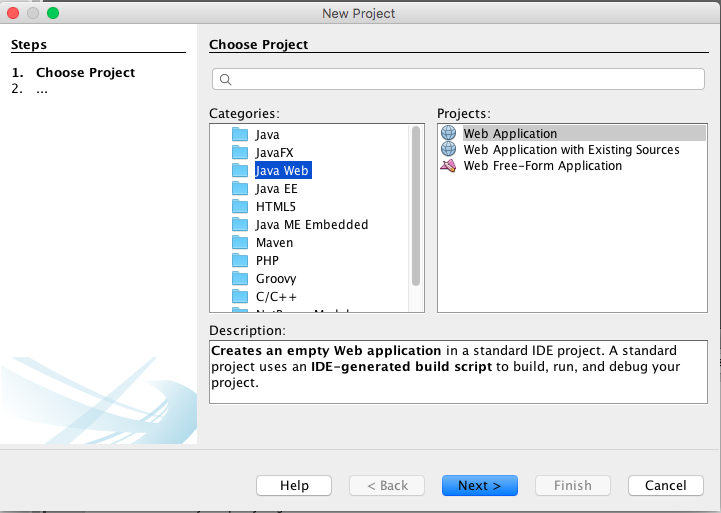 New Project
Steps
1. Choose Project
2. ...
Choose Project
Categories:
Java
JavaFX
Java Web
Java EE
HTML5
Java ME Embedded
Maven
PHP
Groovy
C/C++
Projects:
Web Application
Web Application with Existing Sources
Web Free-Form Application
Description:
Creates an empty Web application in a standard IDE project. A standard
project uses an IDE-generated build script to build, run, and debug your
project.
Help
< Back
Next >
Finish
Cancel